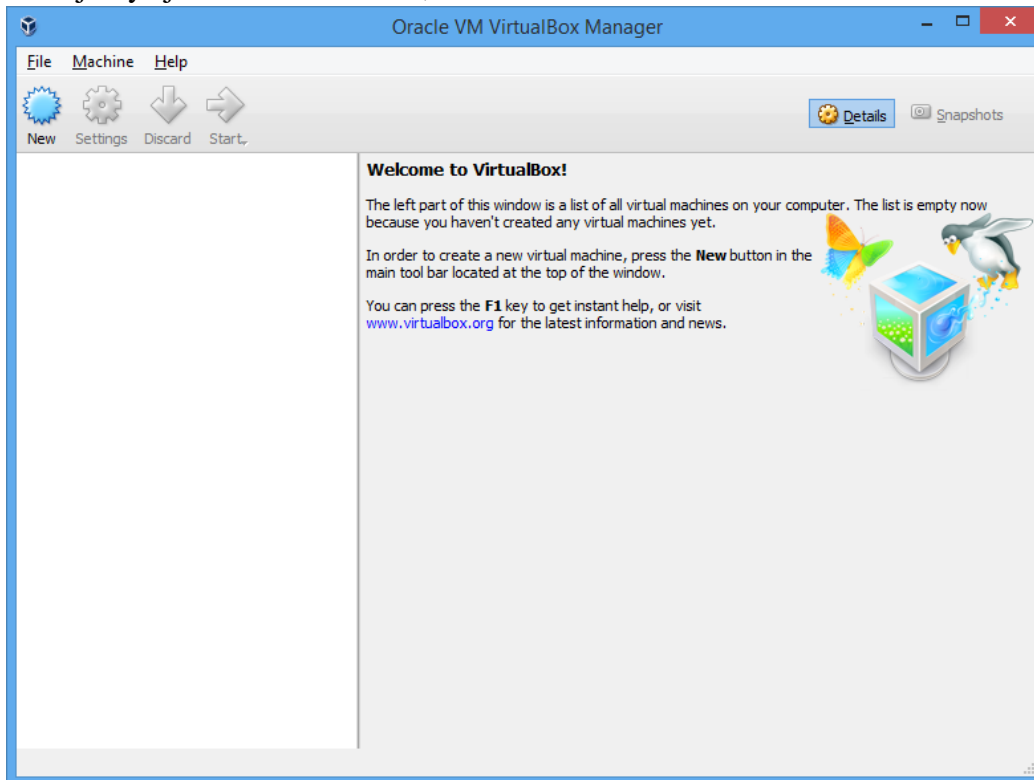 Oracle VM VirtualBox Manager
File Machine Help
New Settings Discard Start
Details Snapshots
Welcome to VirtualBox!
The left part of this window is a list of all virtual machines on your computer. The list is empty now
because you haven't created any virtual machines yet.
In order to create a new virtual machine, press the New button in the
main tool bar located at the top of the window.
You can press the F1 key to get instant help, or visit
www.virtualbox.org for the latest information and news.